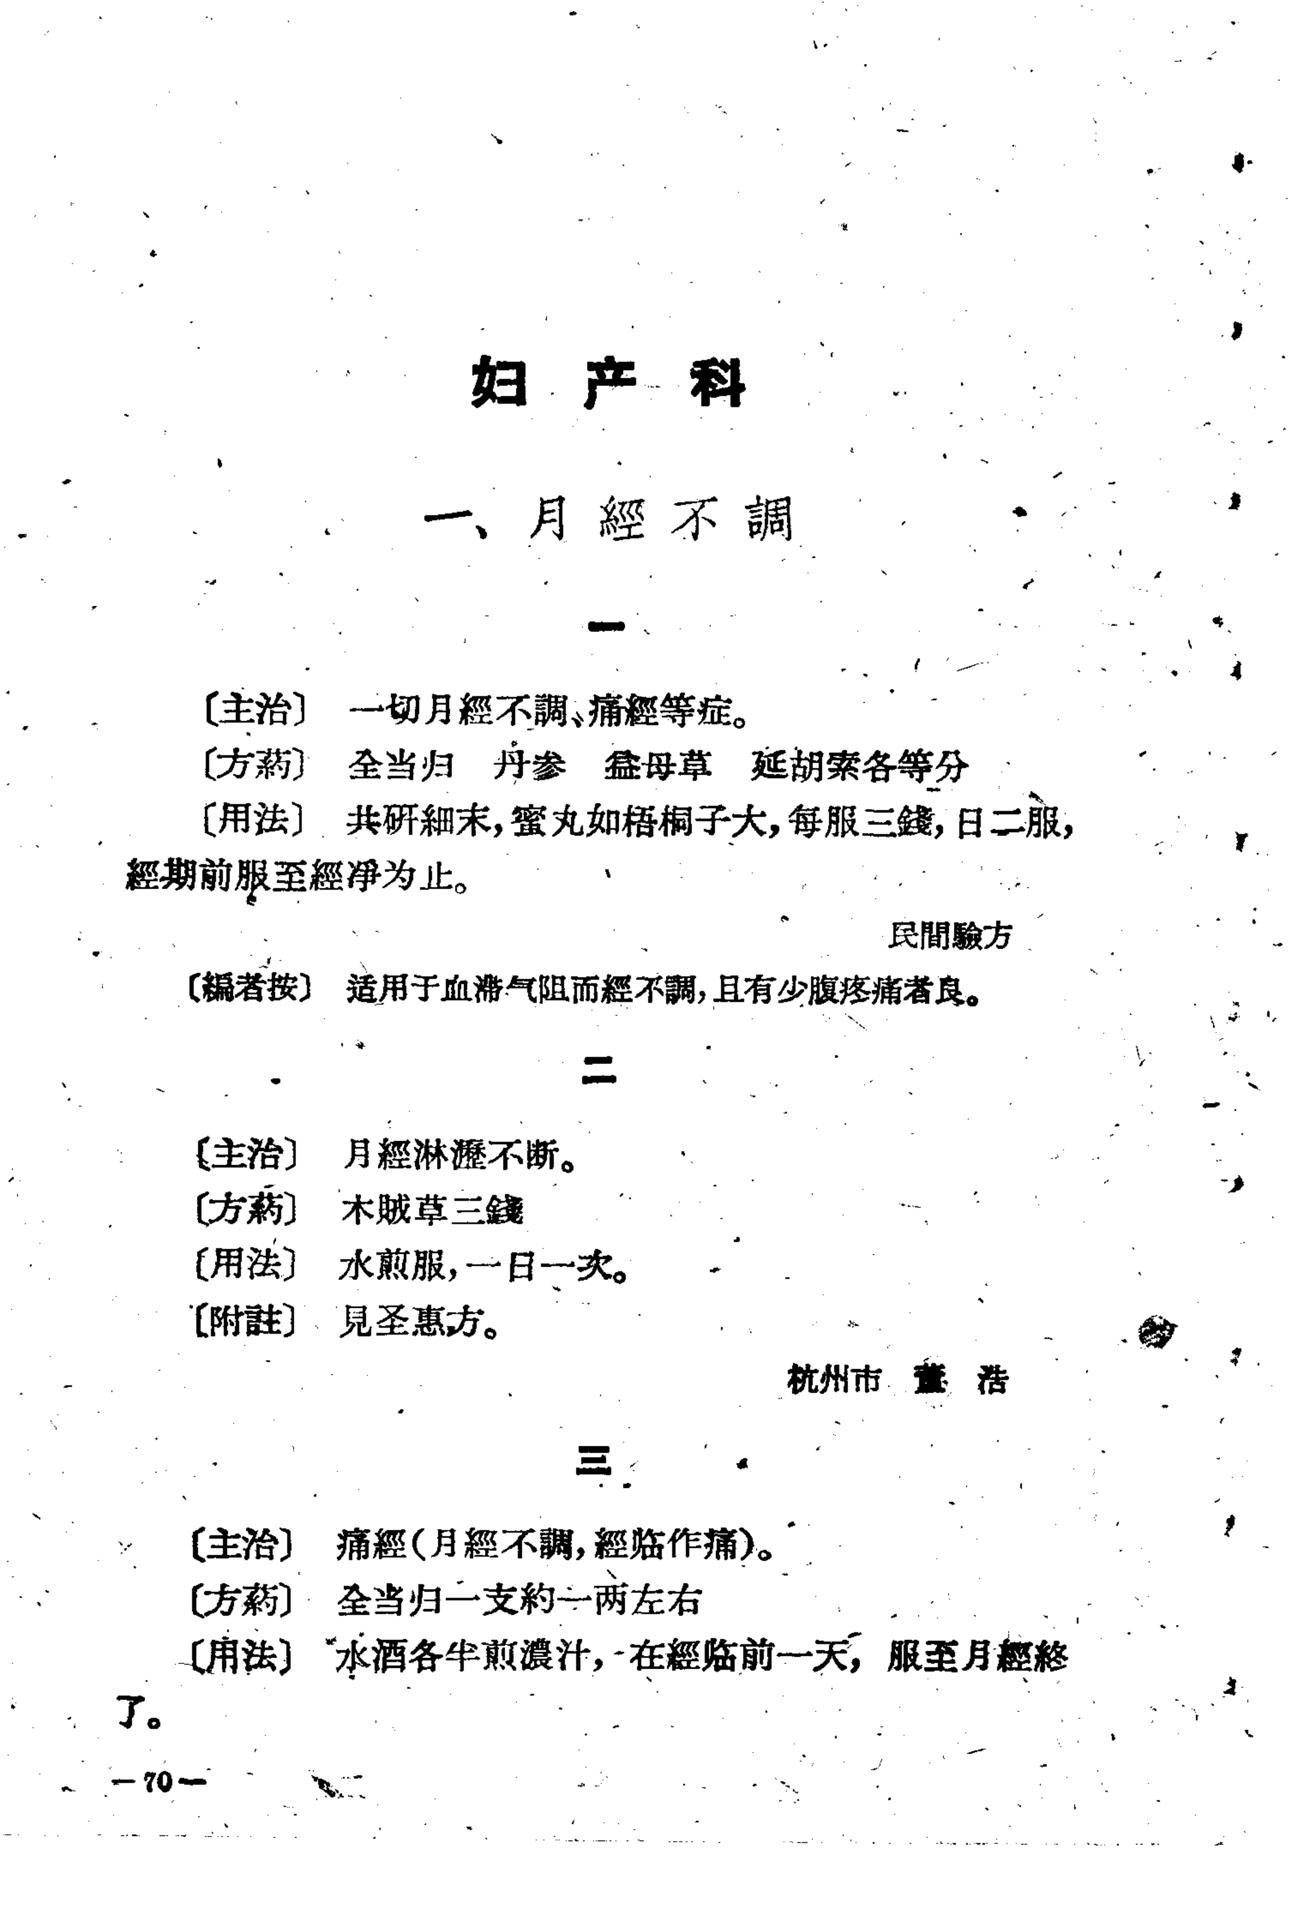 妇产科
一、月經不調
一
〔主治〕 一切月經不調、痛經等症。
〔方葯〕 全当归 丹参 益母草 延胡索各等分
〔用法〕 共研細末，蜜丸如梧桐子大，每服三錢，日二服，
經期前服至經淨为止。
民間驗方
〔編者按〕 适用于血滞气阻而經不調，且有少腹疼痛者良。
二
〔主治〕 月經淋瀝不断。
〔方葯〕 木賊草三錢
〔用法〕 水煎服，一日一次。
〔附註〕 見圣惠方。
杭州市 董 浩
三
〔主治〕 痛經（月經不調，經临作痛）。
〔方葯〕 全当归一支約一两左右
〔用法〕 水酒各半煎濃汁，在經临前一天，服至月經終
了。
—70—